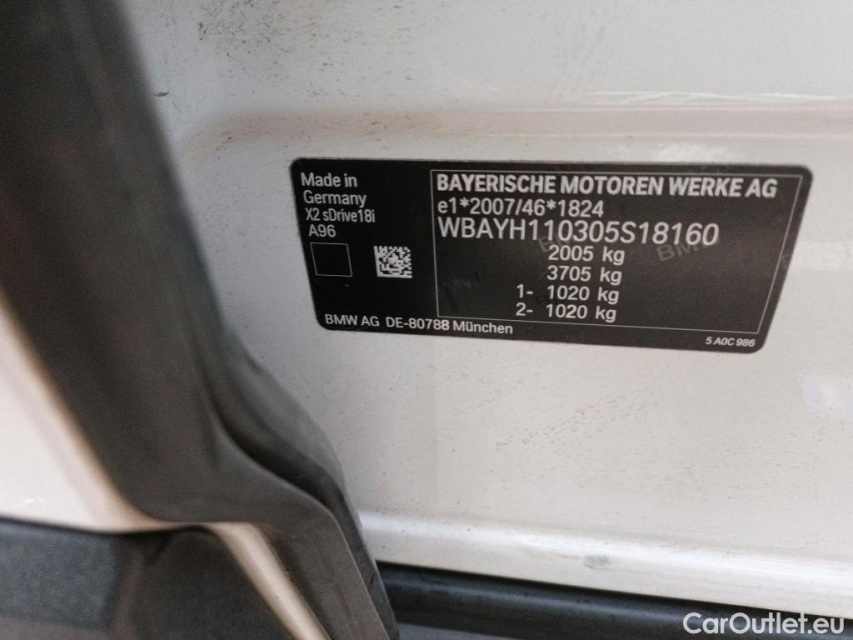 Made in
Germany
X2 sDrive18i
A96
BAYERISCHE MOTOREN WERKE AG
e1*2007/46*1824
WBAYH110305S18160
2005 kg
3705 kg
1- 1020 kg
2- 1020 kg
BMW AG DE-80788 München
5 A0C 986
CarOutlet.eu